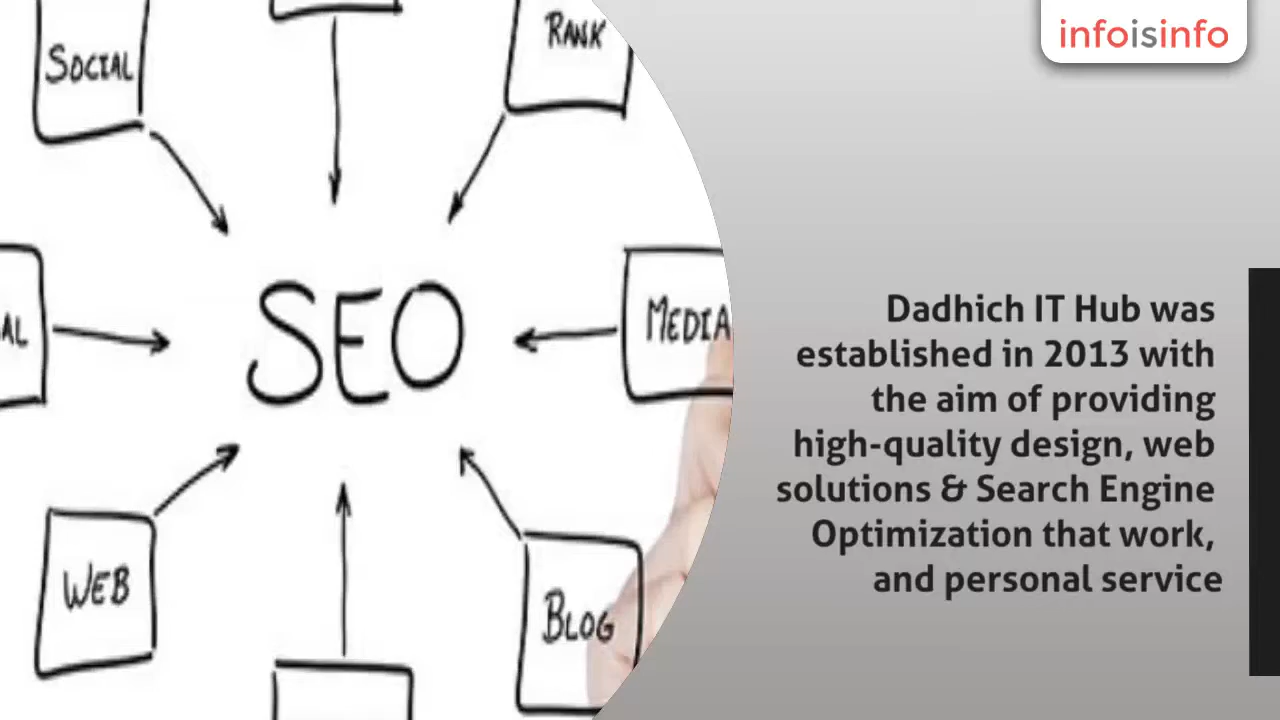 SOCIAL
RANK
SEO
MEDIA
WEB
BLOG
infoisinfo
Dadhich IT Hub was
established in 2013 with
the aim of providing
high-quality design, web
solutions & Search Engine
Optimization that work,
and personal service